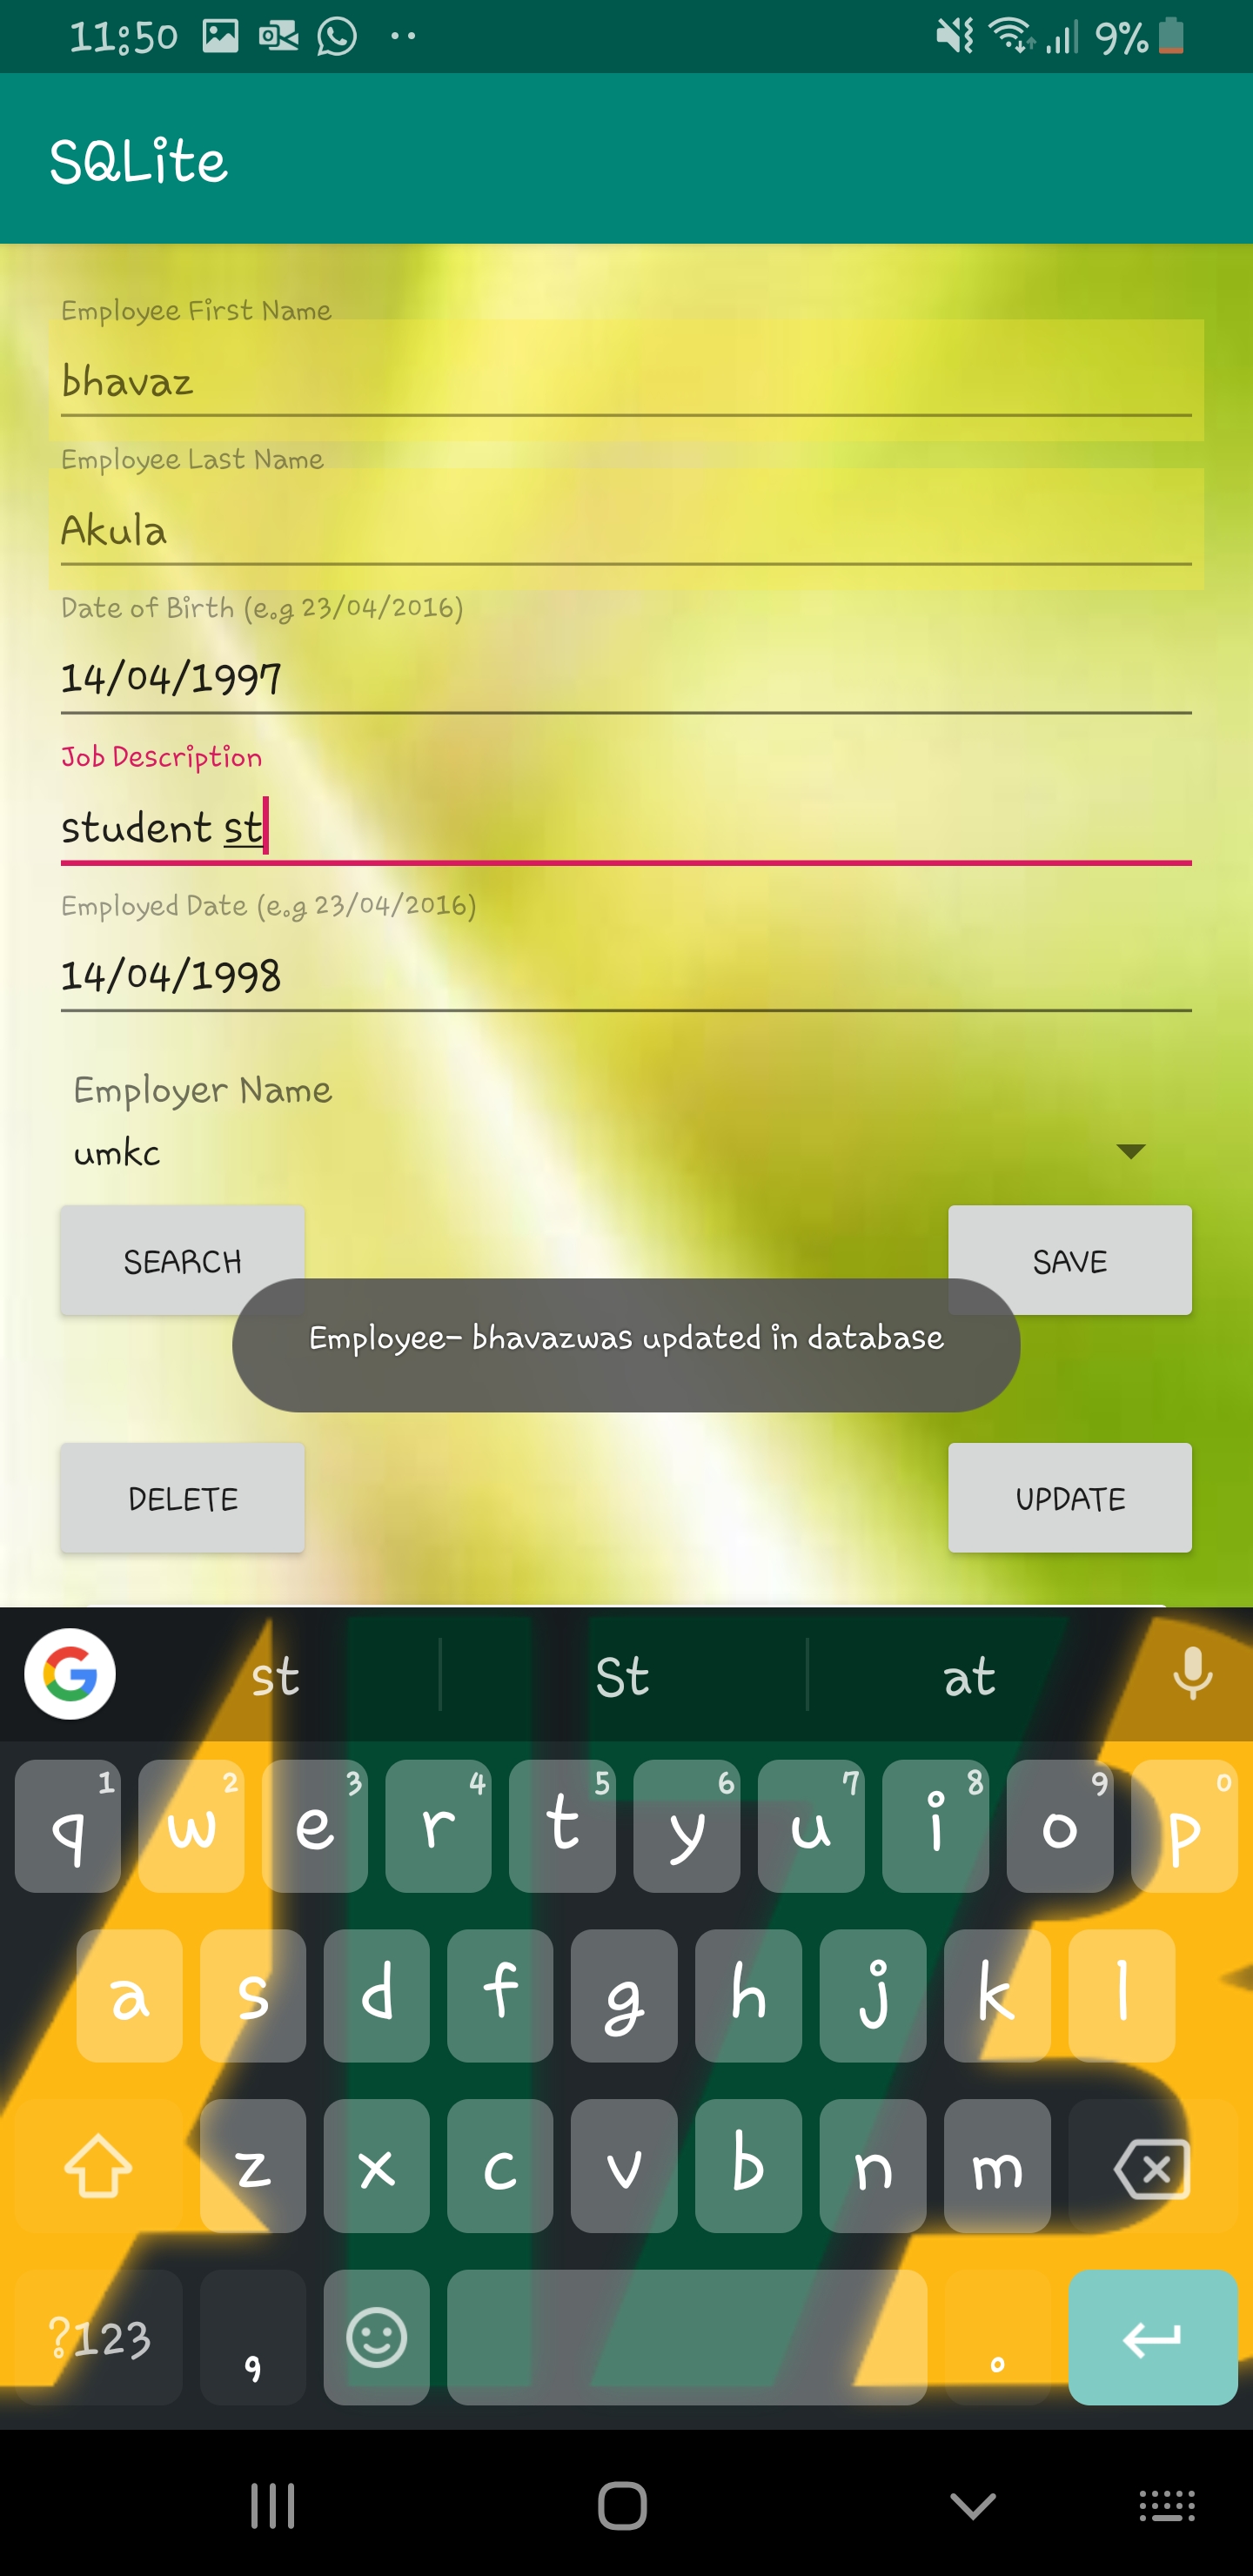 11:50 9%
SQLite
Employee First Name
bhavaz
Employee Last Name
Akula
Date of Birth (e.g 23/04/2016)
14/04/1997
Job Description
student st
Employed Date (e.g 23/04/2016)
14/04/1998
Employer Name
umkc
SEARCH SAVE
Employee- bhavazwas updated in database
DELETE UPDATE
G st St at
1 2 3 4 5 6 7 8 9 0
q w e r t y u i o p
a s d f g h j k l
z x c v b n m
?123 , .